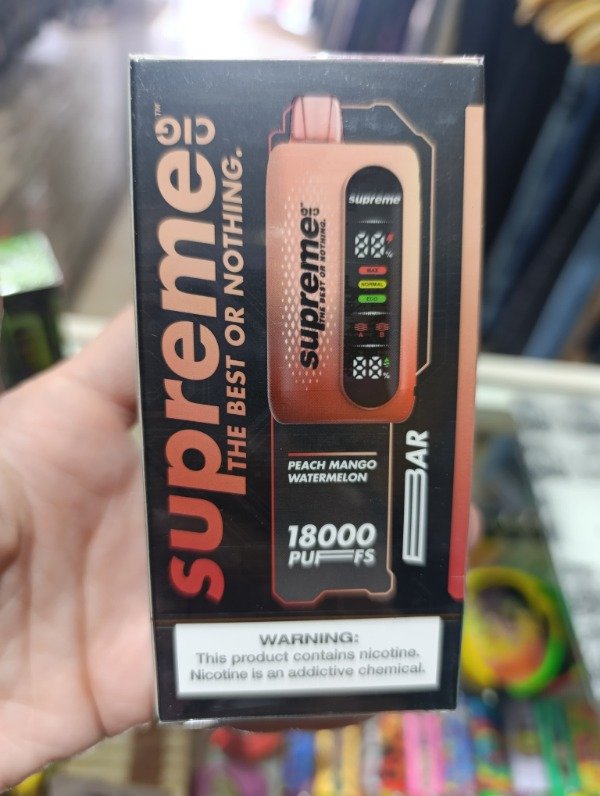 supreme™
THE BEST OR NOTHING.
supreme
88%
MAX
NORMAL
ECO
A B
88%
supreme
THE BEST OR NOTHING.
PEACH MANGO
WATERMELON
18000
PUFFS
BAR
WARNING:
This product contains nicotine.
Nicotine is an addictive chemical.